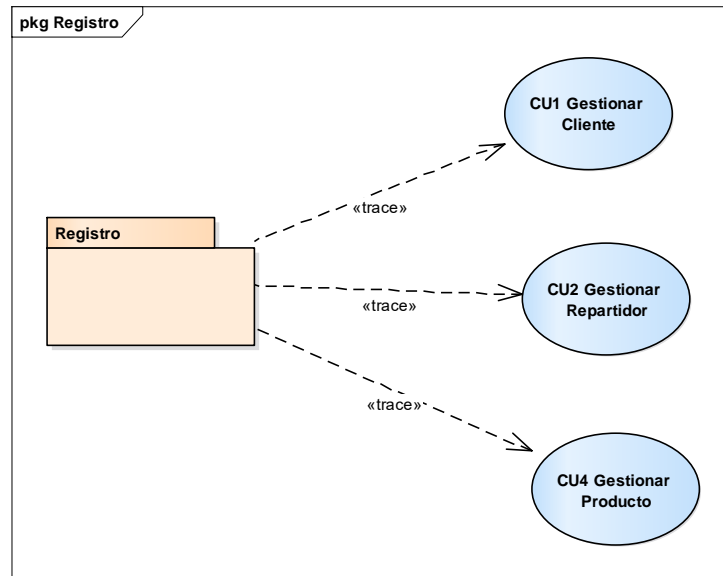 pkg Registro
CU1 Gestionar
Cliente
«trace»
Registro
CU2 Gestionar
Repartidor
«trace»
«trace»
CU4 Gestionar
Producto